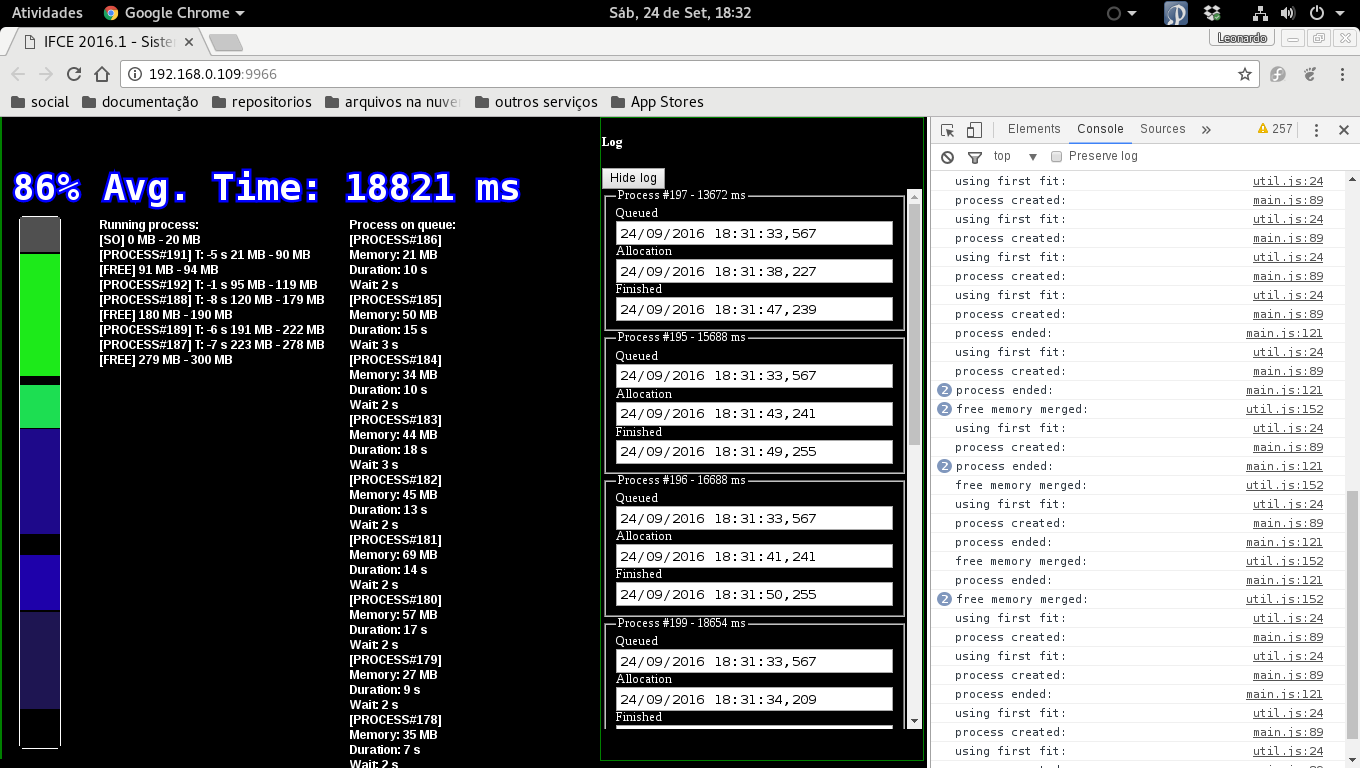 Atividades
Google Chrome
Sáb, 24 de Set, 18:32
IFCE 2016.1 - Siste
Leonardo
192.168.0.109:9966
social
documentação
repositorios
arquivos na nuve
outros serviços
App Stores
86% Avg. Time: 18821 ms
Running process:
[SO] 0 MB - 20 MB
[PROCESS#191] T: -5 s 21 MB - 90 MB
[FREE] 91 MB - 94 MB
[PROCESS#192] T: -1 s 95 MB - 119 MB
[PROCESS#188] T: -8 s 120 MB - 179 MB
[FREE] 180 MB - 190 MB
[PROCESS#189] T: -6 s 191 MB - 222 MB
[PROCESS#187] T: -7 s 223 MB - 278 MB
[FREE] 279 MB - 300 MB
Process on queue:
[PROCESS#186]
Memory: 21 MB
Duration: 10 s
Wait: 2 s
[PROCESS#185]
Memory: 50 MB
Duration: 15 s
Wait: 3 s
[PROCESS#184]
Memory: 34 MB
Duration: 10 s
Wait: 2 s
[PROCESS#183]
Memory: 44 MB
Duration: 18 s
Wait: 3 s
[PROCESS#182]
Memory: 45 MB
Duration: 13 s
Wait: 2 s
[PROCESS#181]
Memory: 69 MB
Duration: 14 s
Wait: 2 s
[PROCESS#180]
Memory: 57 MB
Duration: 17 s
Wait: 2 s
[PROCESS#179]
Memory: 27 MB
Duration: 9 s
Wait: 2 s
[PROCESS#178]
Memory: 35 MB
Duration: 7 s
Wait: 2 s
Log
Hide log
Process #197 - 13672 ms
Queued
24/09/2016 18:31:33,567
Allocation
24/09/2016 18:31:38,227
Finished
24/09/2016 18:31:47,239
Process #195 - 15688 ms
Queued
24/09/2016 18:31:33,567
Allocation
24/09/2016 18:31:43,241
Finished
24/09/2016 18:31:49,255
Process #196 - 16688 ms
Queued
24/09/2016 18:31:33,567
Allocation
24/09/2016 18:31:41,241
Finished
24/09/2016 18:31:50,255
Process #199 - 18654 ms
Queued
24/09/2016 18:31:33,567
Allocation
24/09/2016 18:31:34,209
Finished
Elements Console Sources » 257
top Preserve log
using first fit: util.js:24
process created: main.js:89
using first fit: util.js:24
process created: main.js:89
using first fit: util.js:24
process created: main.js:89
using first fit: util.js:24
process created: main.js:89
process ended: main.js:121
using first fit: util.js:24
process created: main.js:89
2 process ended: main.js:121
2 free memory merged: util.js:152
using first fit: util.js:24
process created: main.js:89
2 process ended: main.js:121
free memory merged: util.js:152
using first fit: util.js:24
process created: main.js:89
process ended: main.js:121
free memory merged: util.js:152
process ended: main.js:121
2 free memory merged: util.js:152
using first fit: util.js:24
process created: main.js:89
using first fit: util.js:24
process created: main.js:89
process ended: main.js:121
using first fit: util.js:24
process created: main.js:89
using first fit: util.js:24